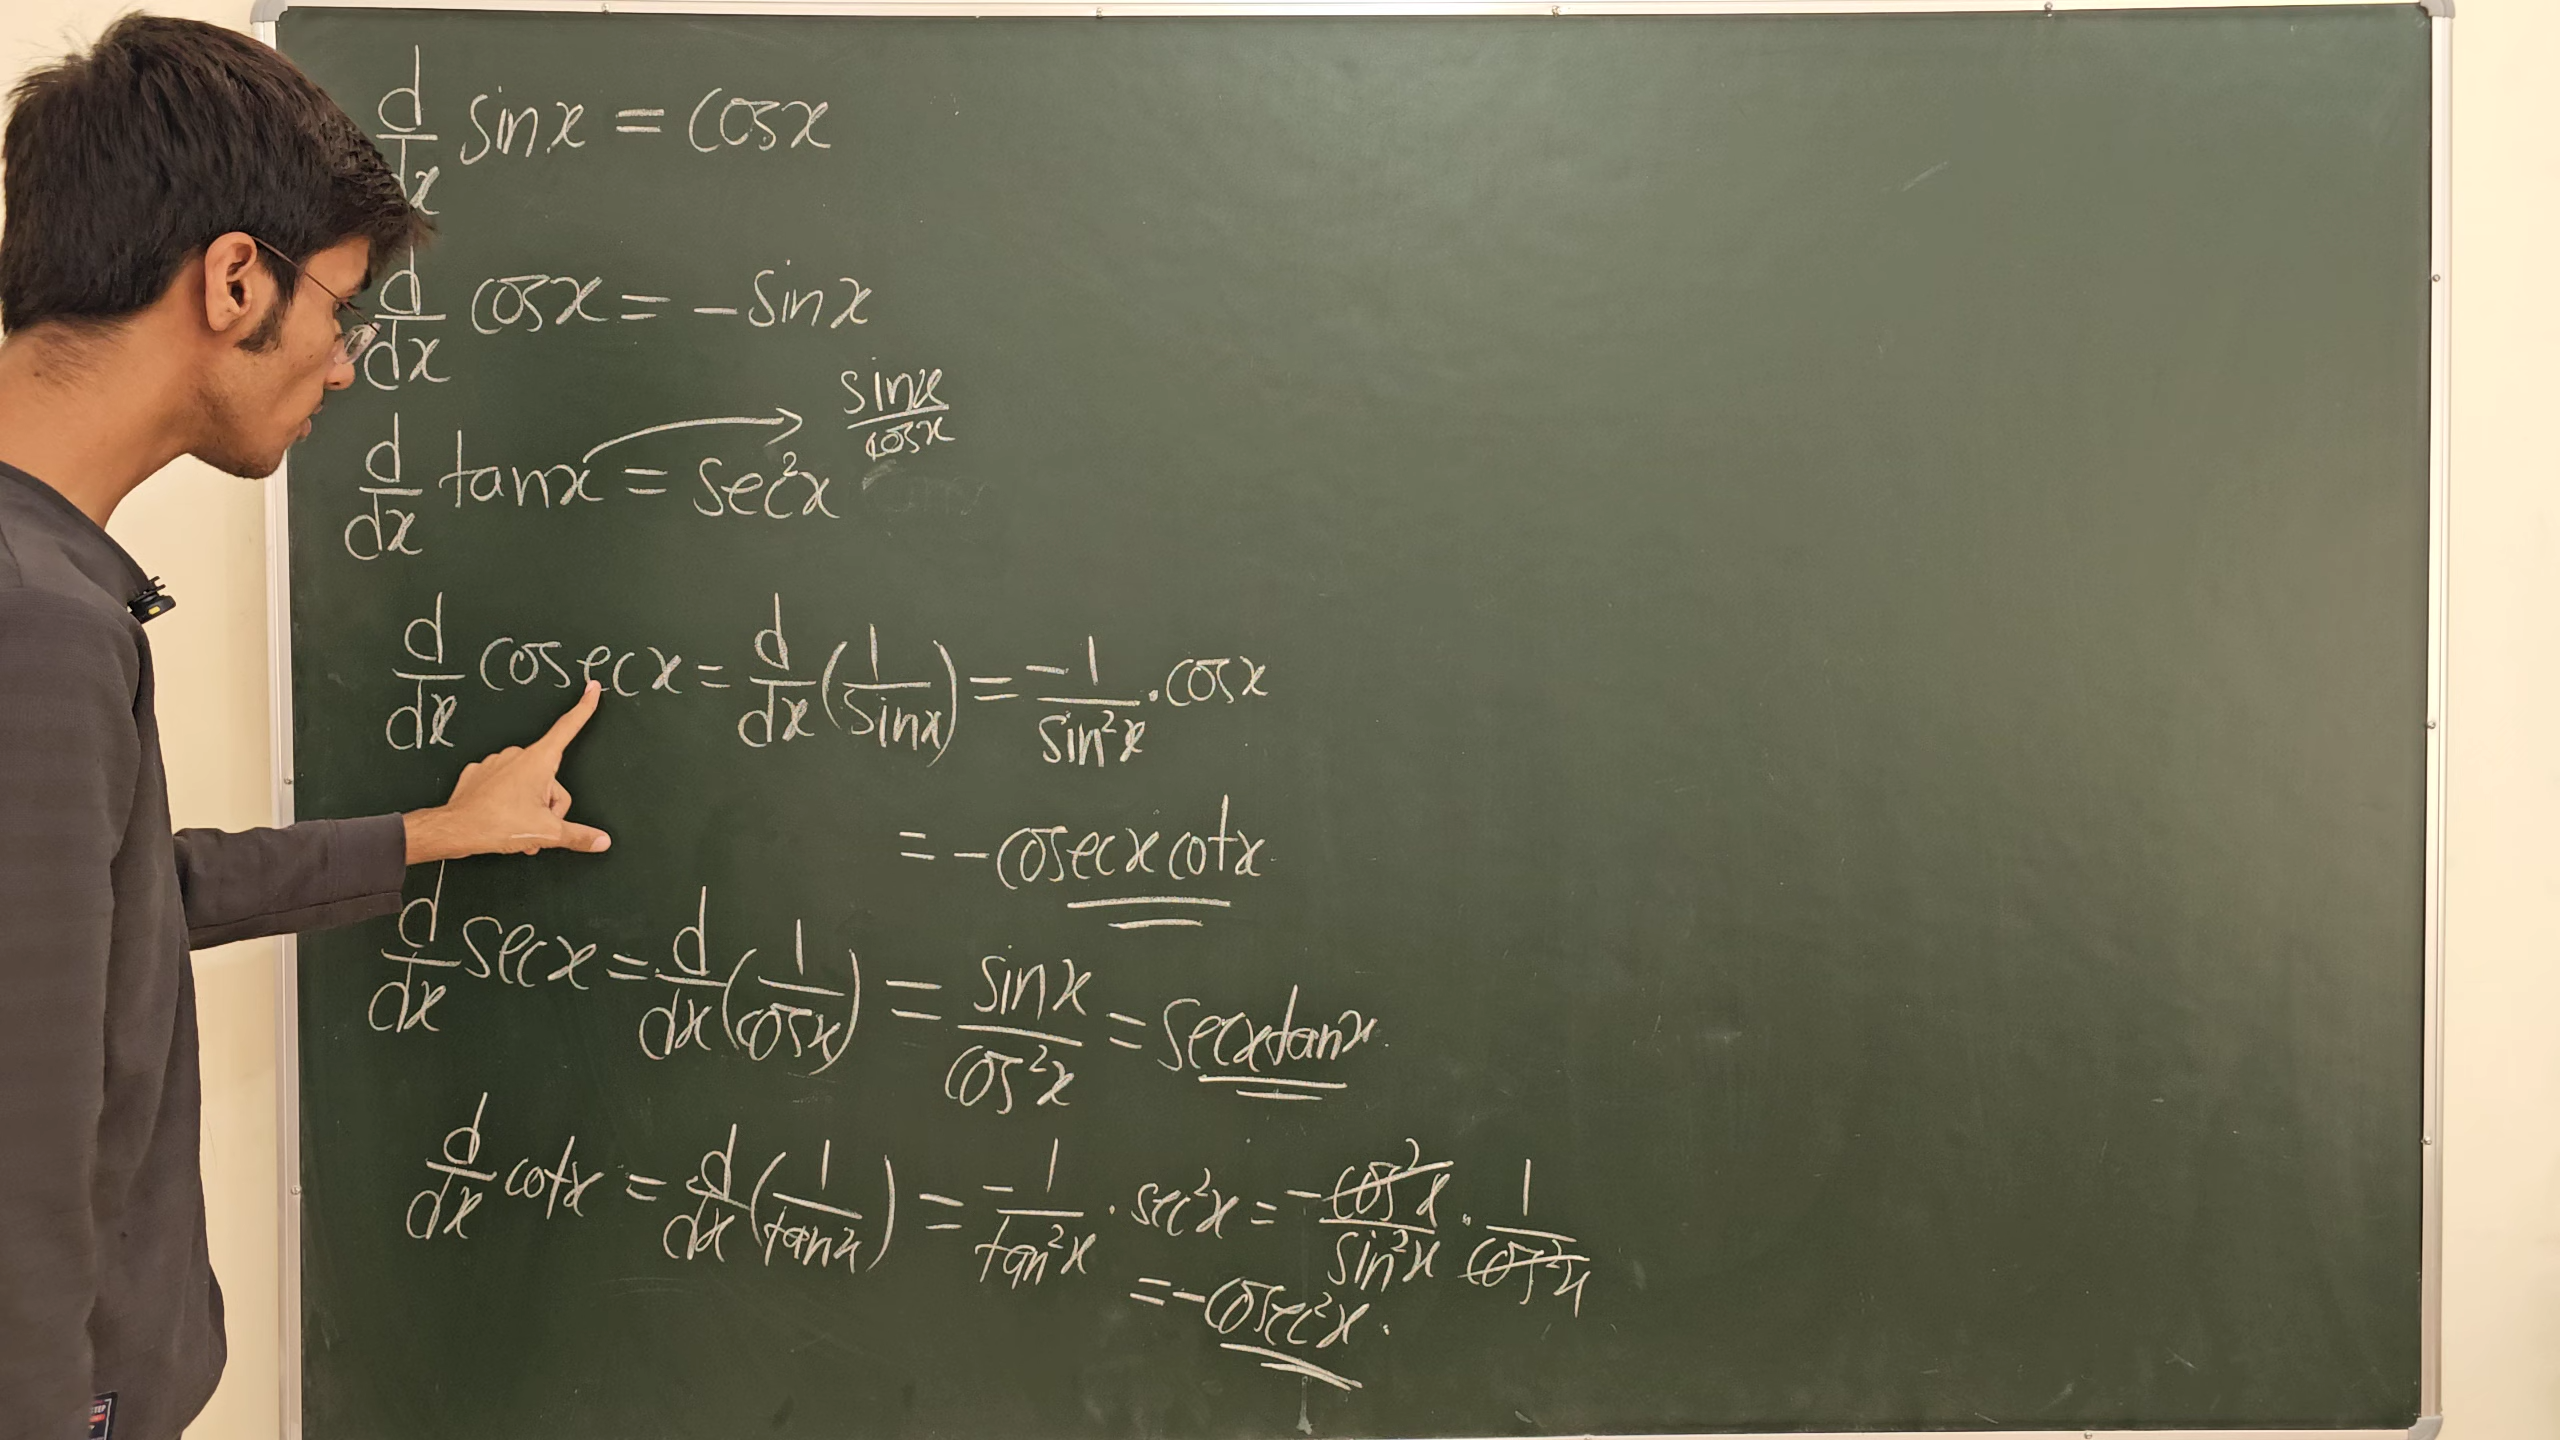 d/dx sinx = cosx
d/dx cosx = -sinx
sinx/cosx
d/dx tanx = sec²x
d/dx cosecx = d/dx (1/sinx) = -1/sin²x · cosx
= -cosecx cotx
d/dx secx = d/dx (1/cosx) = sinx/cos²x = secxtanx
d/dx cotx = d/dx (1/tanx) = -1/tan²x · sec²x = -cos²x/sin²x · 1/cos²x
= -cosec²x.